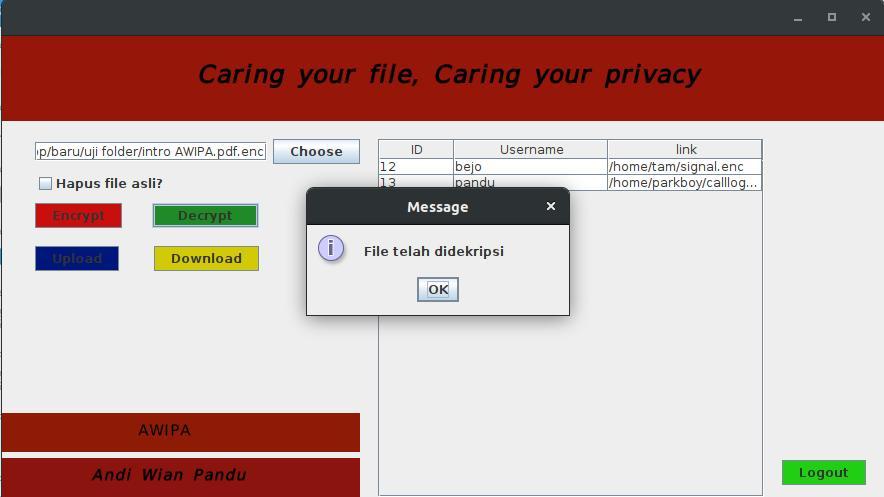 Caring your file, Caring your privacy
p/baru/uji folder/intro AWIPA.pdf.enc Choose
Hapus file asli?
Encrypt Decrypt
Upload Download
ID Username link
12 bejo /home/tam/signal.enc
13 pandu /home/parkboy/calllog...
Message
File telah didekripsi
OK
AWIPA
Andi Wian Pandu
Logout